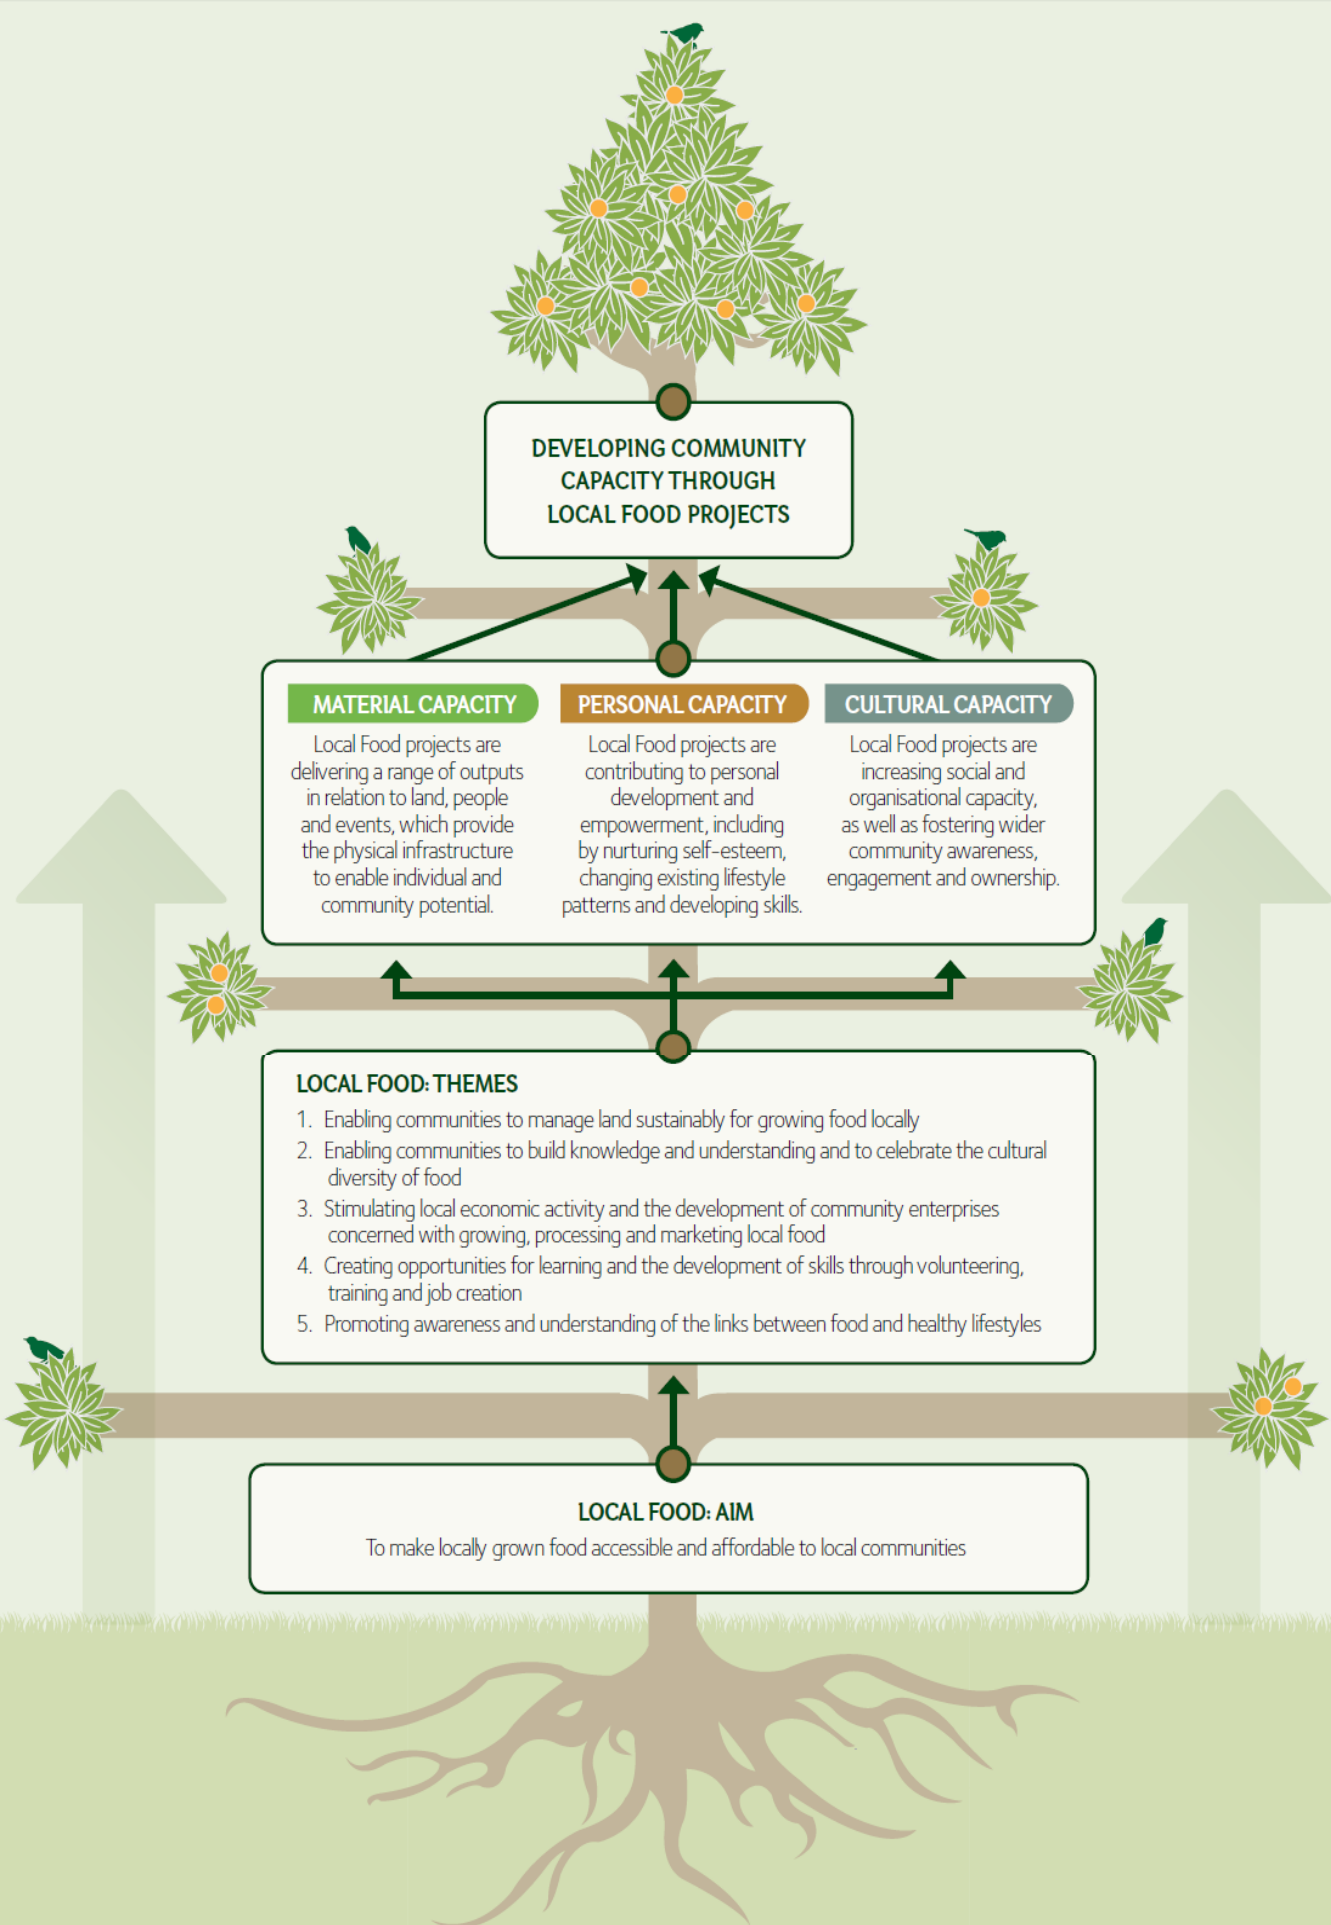 DEVELOPING COMMUNITY
CAPACITY THROUGH
LOCAL FOOD PROJECTS
MATERIAL CAPACITY
Local Food projects are
delivering a range of outputs
in relation to land, people
and events, which provide
the physical infrastructure
to enable individual and
community potential.
PERSONAL CAPACITY
Local Food projects are
contributing to personal
development and
empowerment, including
by nurturing self-esteem,
changing existing lifestyle
patterns and developing skills.
CULTURAL CAPACITY
Local Food projects are
increasing social and
organisational capacity,
as well as fostering wider
community awareness,
engagement and ownership.
LOCAL FOOD: THEMES
1. Enabling communities to manage land sustainably for growing food locally
2. Enabling communities to build knowledge and understanding and to celebrate the cultural
diversity of food
3. Stimulating local economic activity and the development of community enterprises
concerned with growing, processing and marketing local food
4. Creating opportunities for learning and the development of skills through volunteering,
training and job creation
5. Promoting awareness and understanding of the links between food and healthy lifestyles
LOCAL FOOD: AIM
To make locally grown food accessible and affordable to local communities